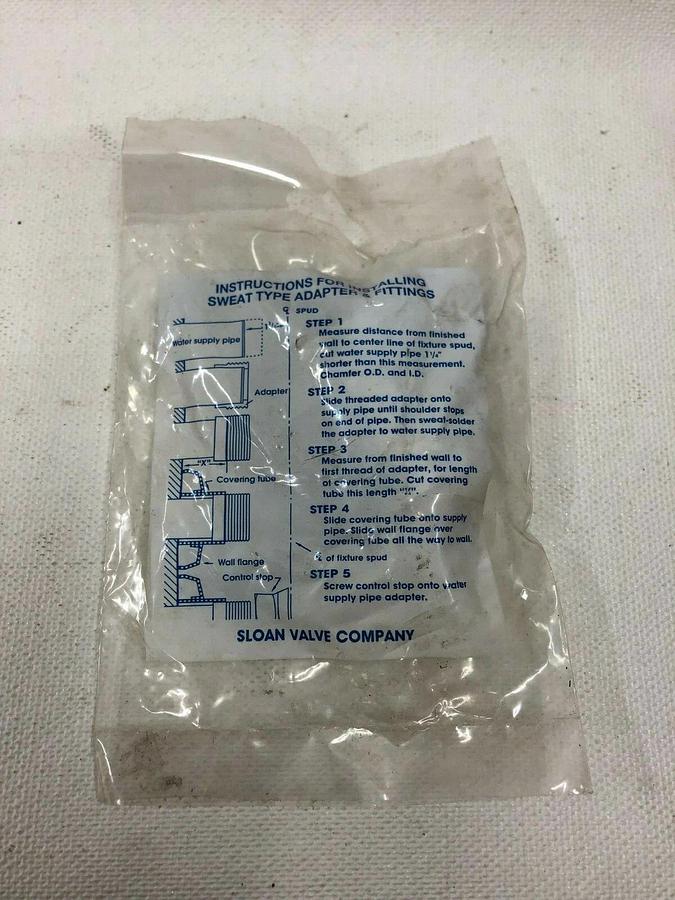 INSTRUCTIONS FOR INSTALLING
SWEAT TYPE ADAPTER & FITTINGS
℄ SPUD
water supply pipe
Adapter
"X"
Covering tube
Wall flange
Control stop
STEP 1
Measure distance from finished
wall to center line of fixture spud,
cut water supply pipe 1¼"
shorter than this measurement.
Chamfer O.D. and I.D.
STEP 2
Slide threaded adapter onto
supply pipe until shoulder stops
on end of pipe. Then sweat-solder
the adapter to water supply pipe.
STEP 3
Measure from finished wall to
first thread of adapter, for length
of covering tube. Cut covering
tube this length "X".
STEP 4
Slide covering tube onto supply
pipe. Slide wall flange over
covering tube all the way to wall.
℄ of fixture spud
STEP 5
Screw control stop onto water
supply pipe adapter.
SLOAN VALVE COMPANY